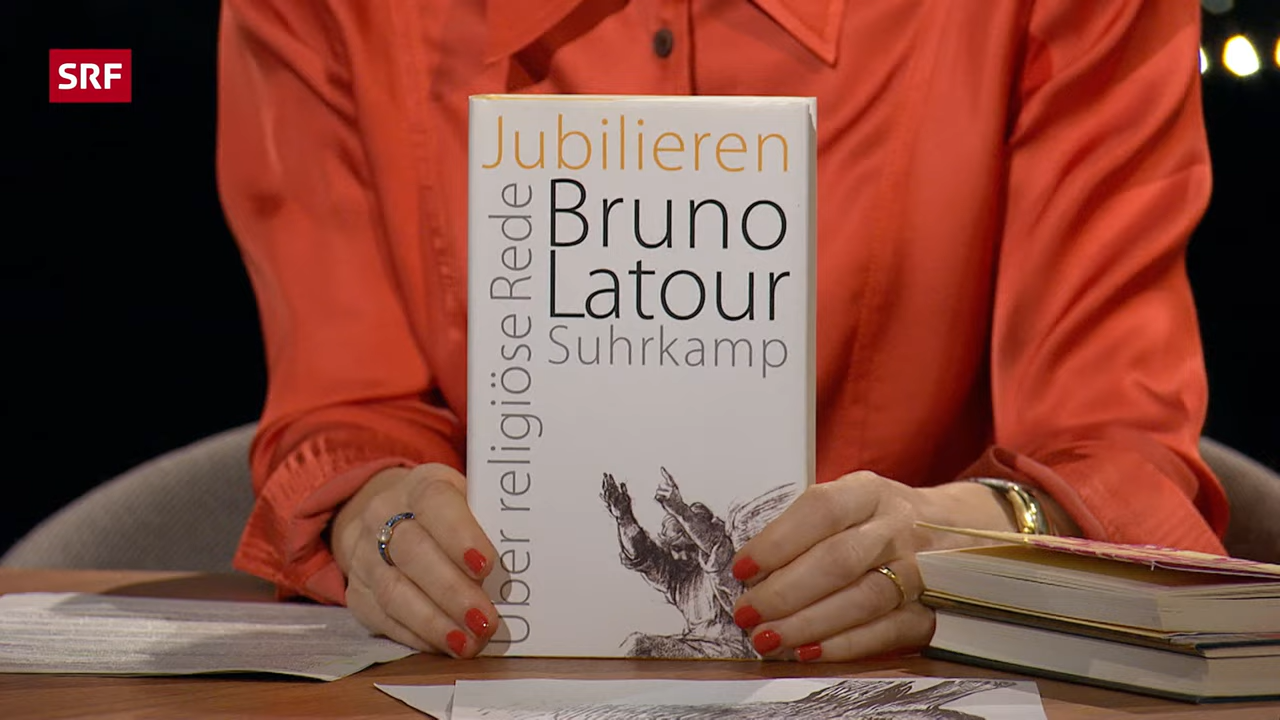 SRF
Jubilieren
Bruno
Latour
Suhrkamp
Über religiöse Rede